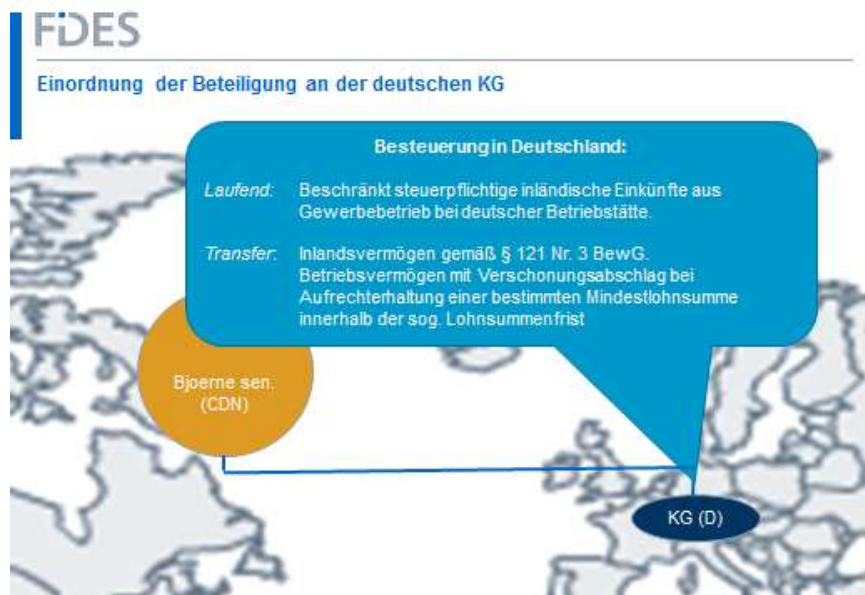 FIDES
Einordnung der Beteiligung an der deutschen KG
Besteuerung in Deutschland:
Laufend: Beschränkt steuerpflichtige inländische Einkünfte aus
Gewerbebetrieb bei deutscher Betriebstätte.
Transfer: Inlandsvermögen gemäß § 121 Nr. 3 BewG.
Betriebsvermögen mit Verschonungsabschlag bei
Aufrechterhaltung einer bestimmten Mindestlohnsumme
innerhalb der sog. Lohnsummenfrist
Bjoerne sen.
(CDN)
KG (D)